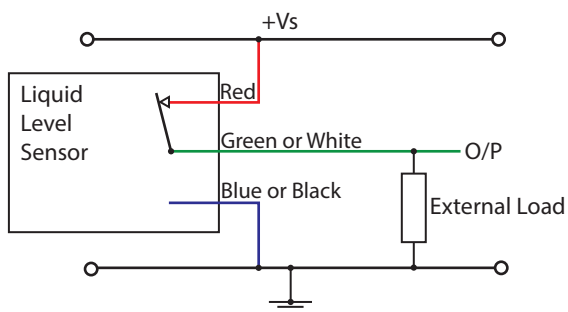 +Vs
Liquid
Level
Sensor
Red
Green or White
O/P
Blue or Black
External Load